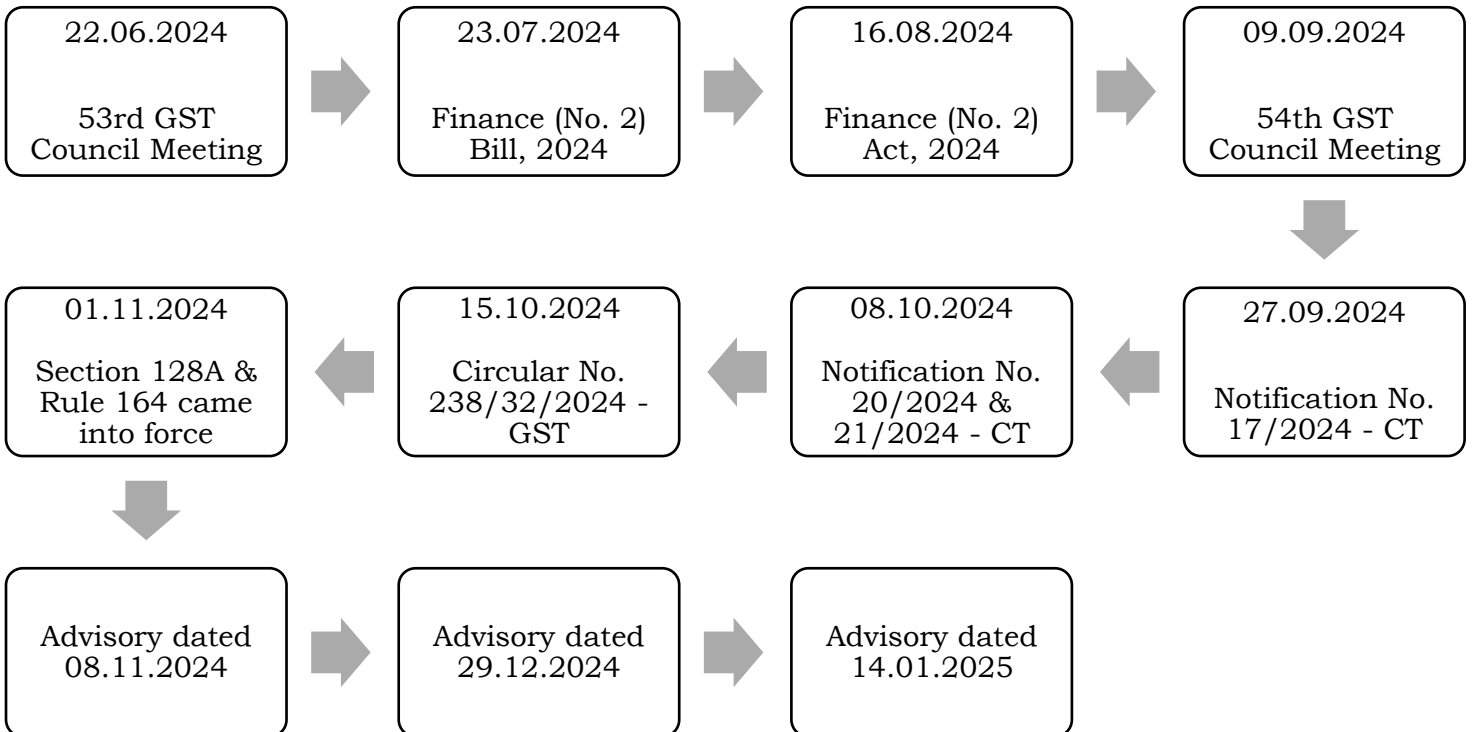 22.06.2024
53rd GST
Council Meeting
23.07.2024
Finance (No. 2)
Bill, 2024
16.08.2024
Finance (No. 2)
Act, 2024
09.09.2024
54th GST
Council Meeting
27.09.2024
Notification No.
17/2024 - CT
08.10.2024
Notification No.
20/2024 &
21/2024 - CT
15.10.2024
Circular No.
238/32/2024 -
GST
01.11.2024
Section 128A &
Rule 164 came
into force
Advisory dated
08.11.2024
Advisory dated
29.12.2024
Advisory dated
14.01.2025